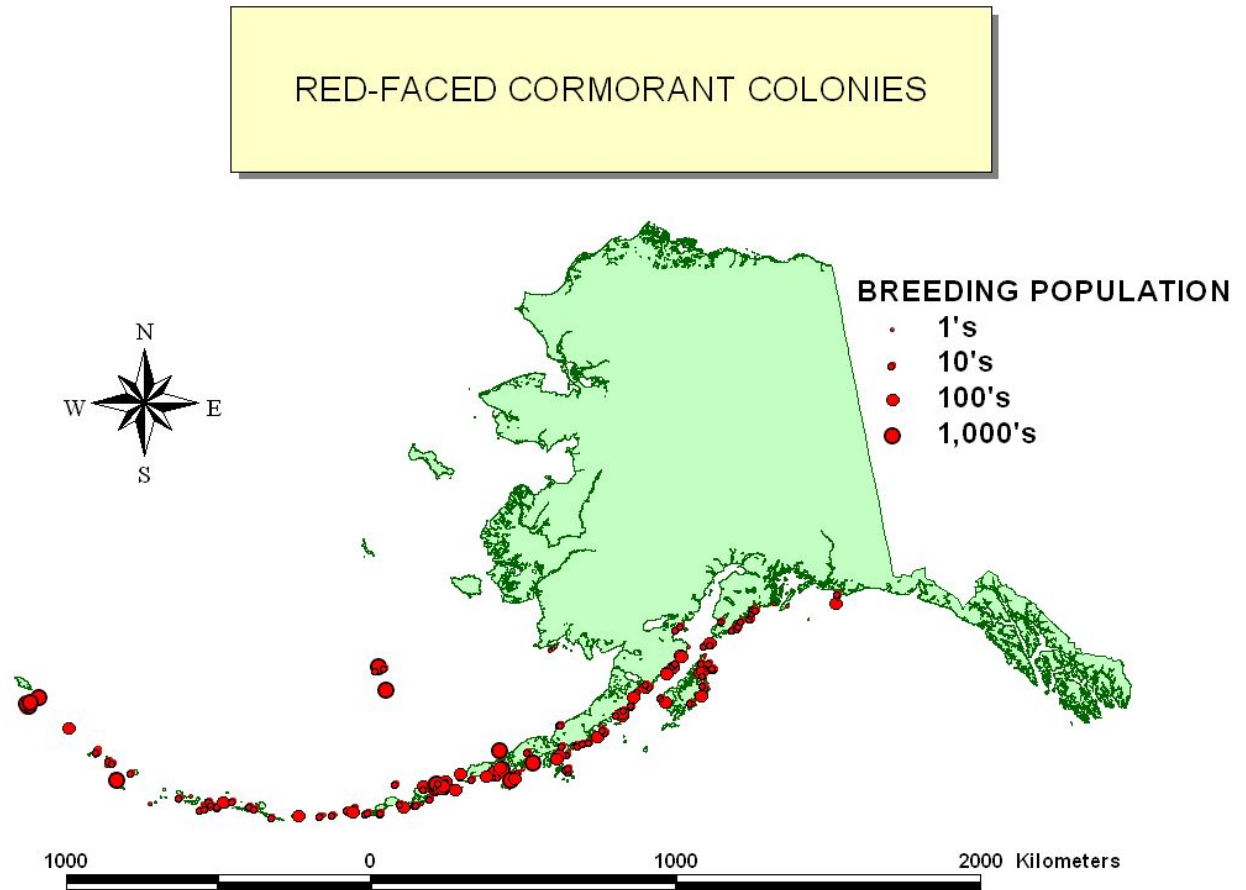 RED-FACED CORMORANT COLONIES
N
W E
S
BREEDING POPULATION
1's
10's
100's
1,000's
1000 0 1000 2000 Kilometers